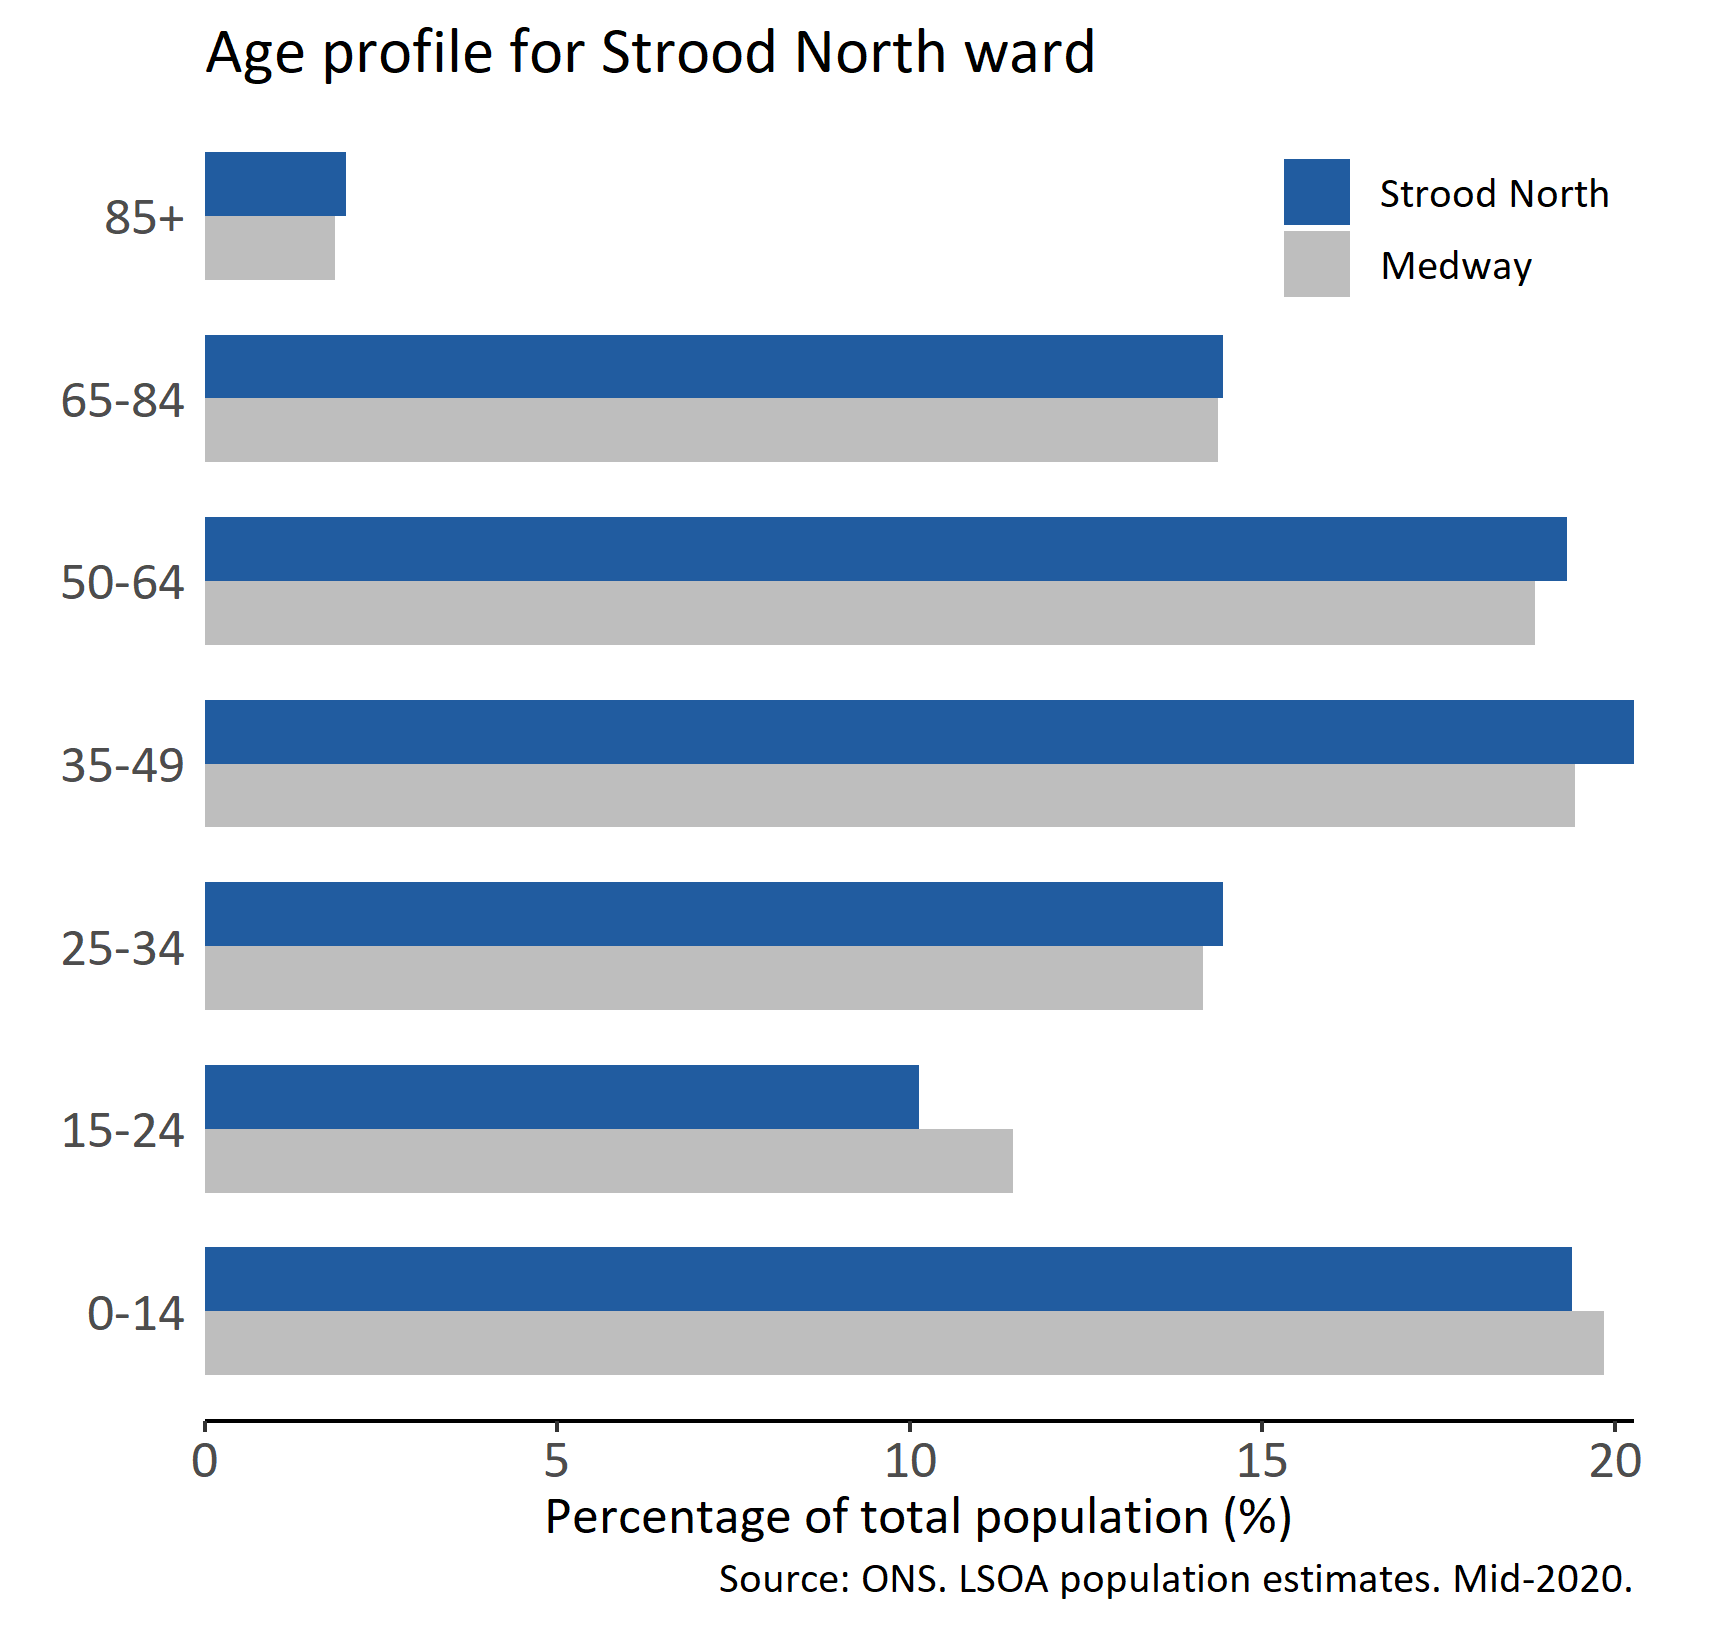 Age profile for Strood North ward
Strood North
Medway
85+
65-84
50-64
35-49
25-34
15-24
0-14
0 5 10 15 20
Percentage of total population (%)
Source: ONS. LSOA population estimates. Mid-2020.